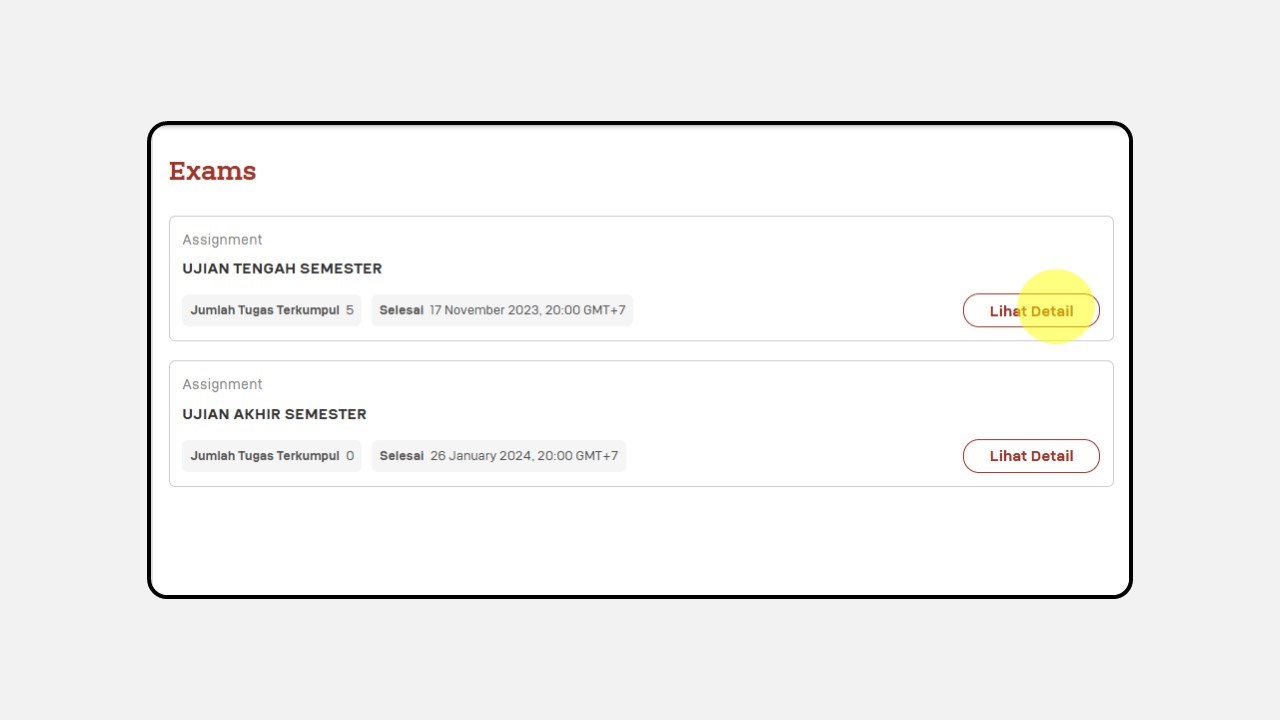 Exams
Assignment
UJIAN TENGAH SEMESTER
Jumlah Tugas Terkumpul 5 Selesai 17 November 2023, 20:00 GMT+7 Lihat Detail
Assignment
UJIAN AKHIR SEMESTER
Jumlah Tugas Terkumpul 0 Selesai 26 January 2024, 20:00 GMT+7 Lihat Detail